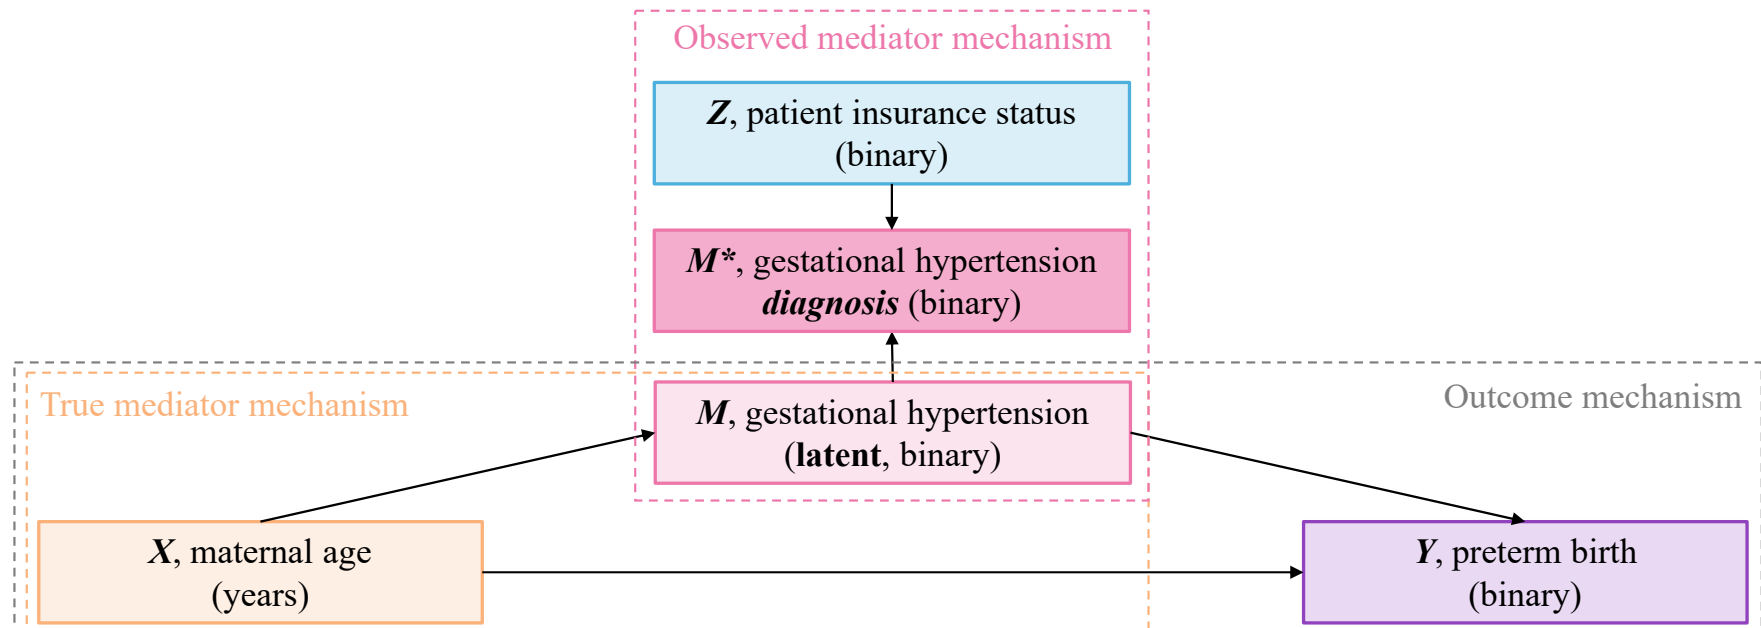 Observed mediator mechanism
Z, patient insurance status
(binary)
M*, gestational hypertension
diagnosis (binary)
True mediator mechanism
M, gestational hypertension
(latent, binary)
Outcome mechanism
X, maternal age
(years)
Y, preterm birth
(binary)